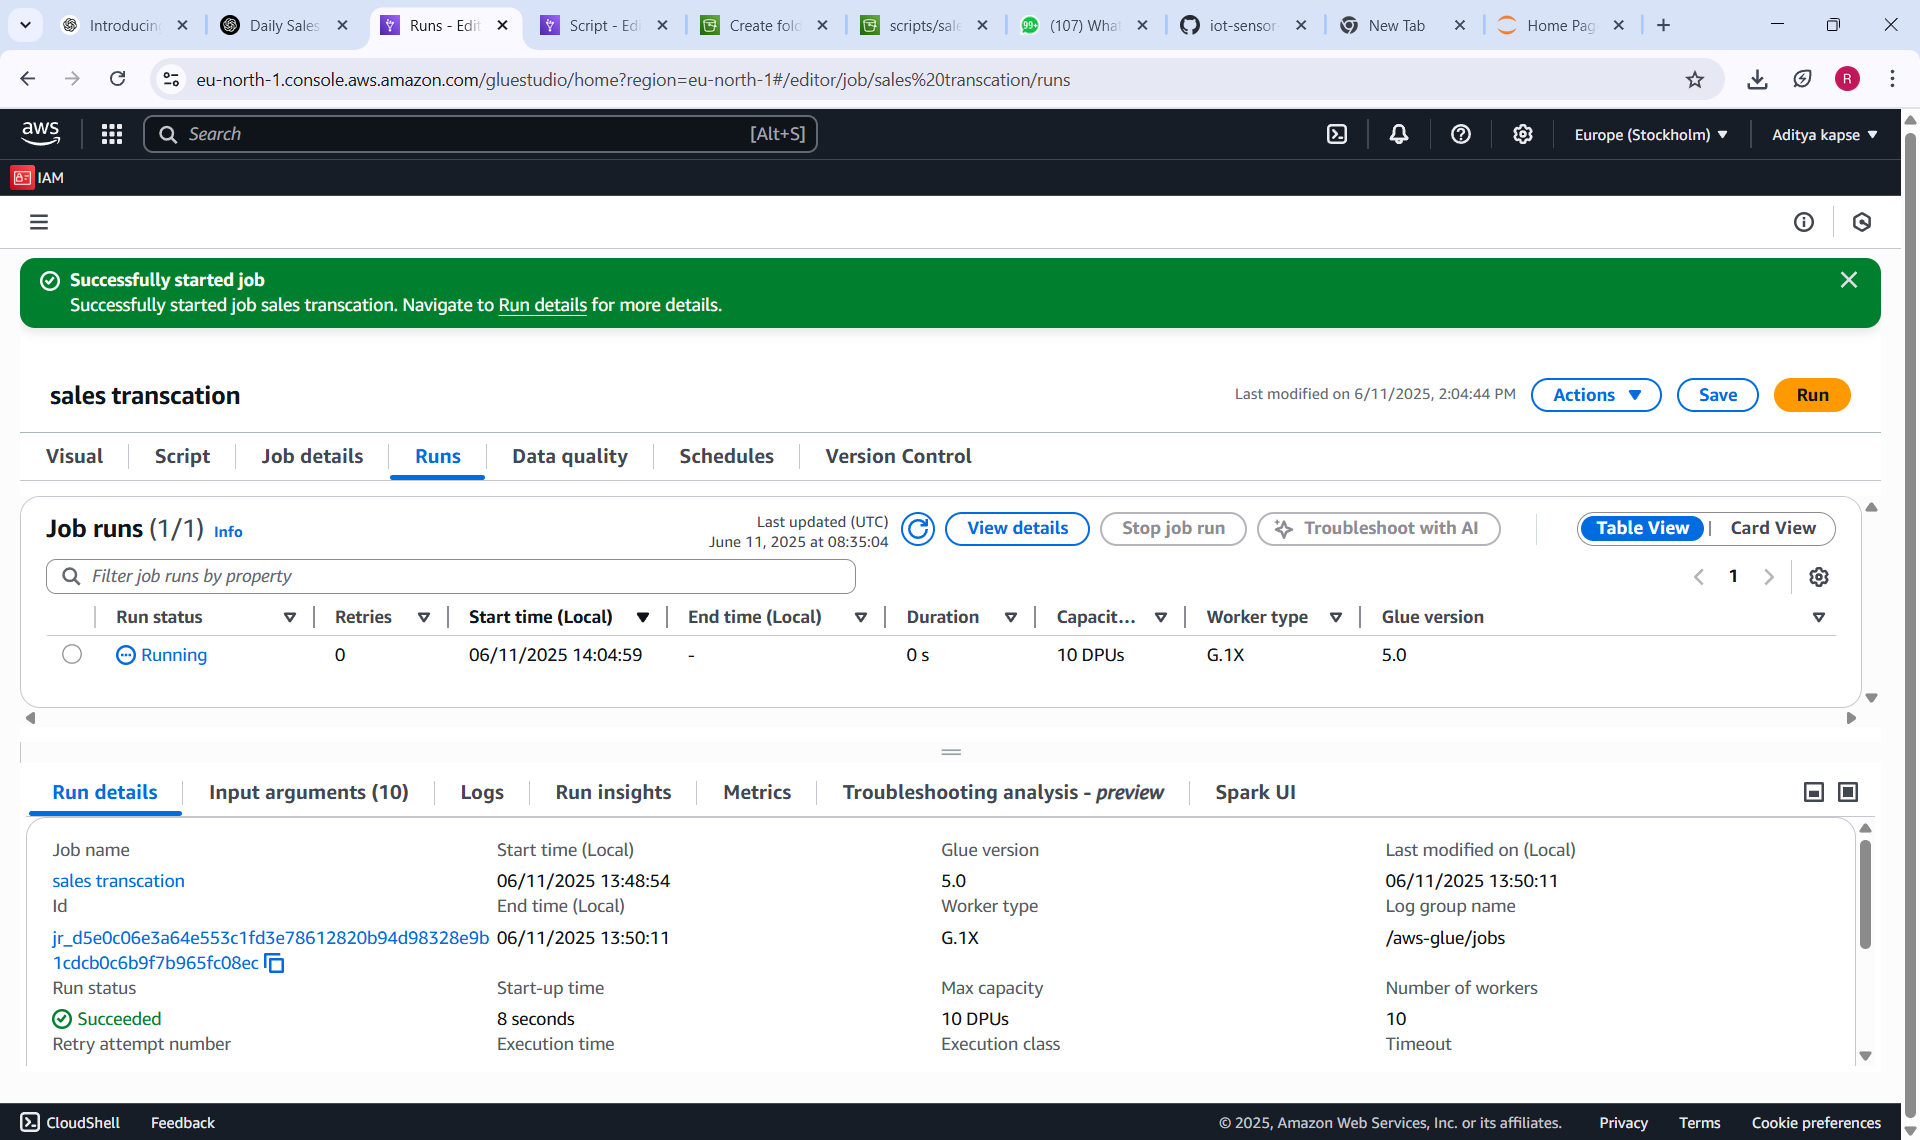 Introducing
Daily Sales
Runs - Edit
Script - Edi
Create fold
scripts/sale
(107) What
iot-sensor-
New Tab
Home Page
eu-north-1.console.aws.amazon.com/gluestudio/home?region=eu-north-1#/editor/job/sales%20transcation/runs
R
aws
Search
[Alt+S]
Europe (Stockholm)
Aditya kapse
IAM
Successfully started job
Successfully started job sales transcation. Navigate to Run details for more details.
sales transcation
Last modified on 6/11/2025, 2:04:44 PM
Actions
Save
Run
Visual
Script
Job details
Runs
Data quality
Schedules
Version Control
Job runs (1/1) Info
Last updated (UTC)
June 11, 2025 at 08:35:04
View details
Stop job run
Troubleshoot with AI
Table View
Card View
Filter job runs by property
1
Run status
Retries
Start time (Local)
End time (Local)
Duration
Capacit...
Worker type
Glue version
Running
0
06/11/2025 14:04:59
-
0 s
10 DPUs
G.1X
5.0
Run details
Input arguments (10)
Logs
Run insights
Metrics
Troubleshooting analysis - preview
Spark UI
Job name
sales transcation
Start time (Local)
06/11/2025 13:48:54
Glue version
5.0
Last modified on (Local)
06/11/2025 13:50:11
Id
jr_d5e0c06e3a64e553c1fd3e78612820b94d98328e9b
1cdcb0c6b9f7b965fc08ec
End time (Local)
06/11/2025 13:50:11
Worker type
G.1X
Log group name
/aws-glue/jobs
Run status
Succeeded
Start-up time
8 seconds
Max capacity
10 DPUs
Number of workers
10
Retry attempt number
Execution time
Execution class
Timeout
CloudShell
Feedback
© 2025, Amazon Web Services, Inc. or its affiliates.
Privacy
Terms
Cookie preferences